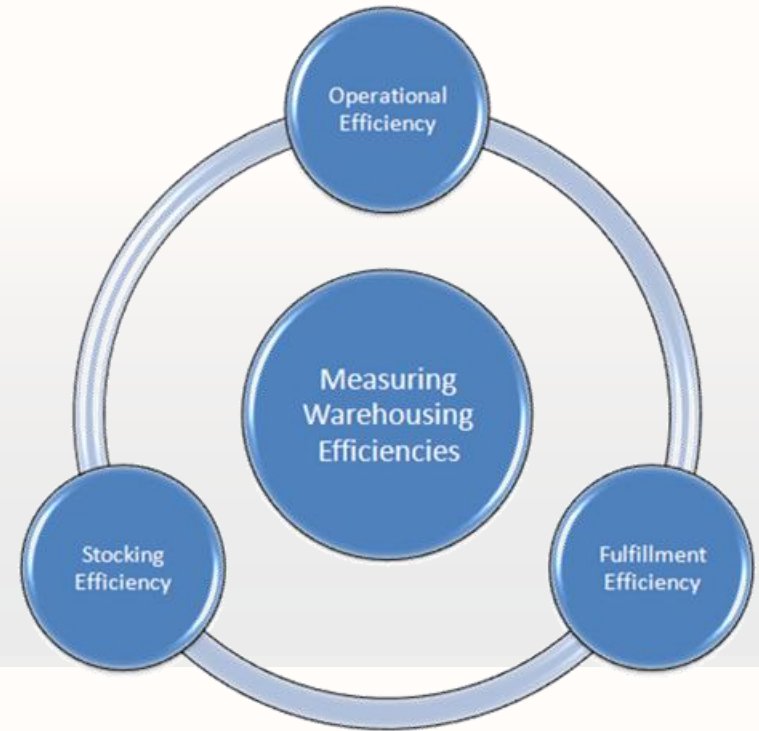 Operational
Efficiency
Measuring
Warehousing
Efficiencies
Stocking
Efficiency
Fulfillment
Efficiency